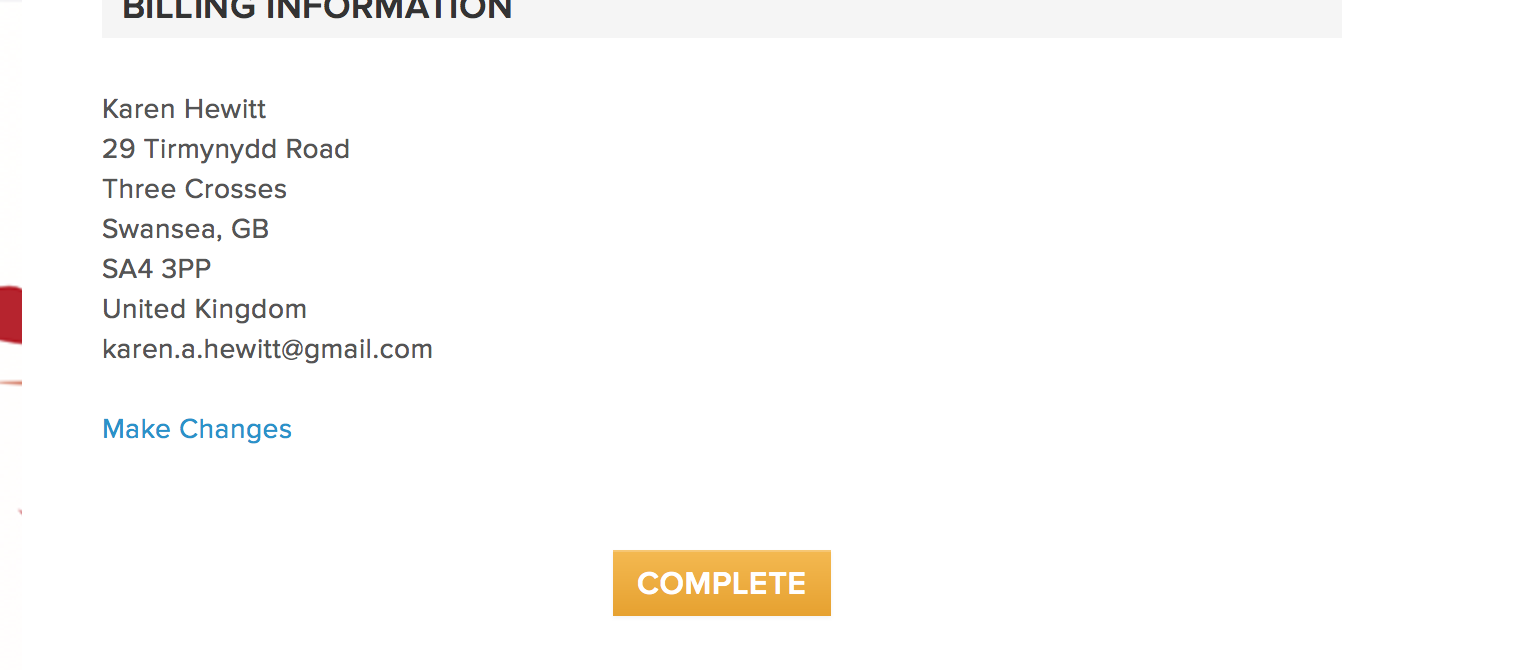 BILLING INFORMATION
Karen Hewitt
29 Tirmynydd Road
Three Crosses
Swansea, GB
SA4 3PP
United Kingdom
karen.a.hewitt@gmail.com
Make Changes
COMPLETE